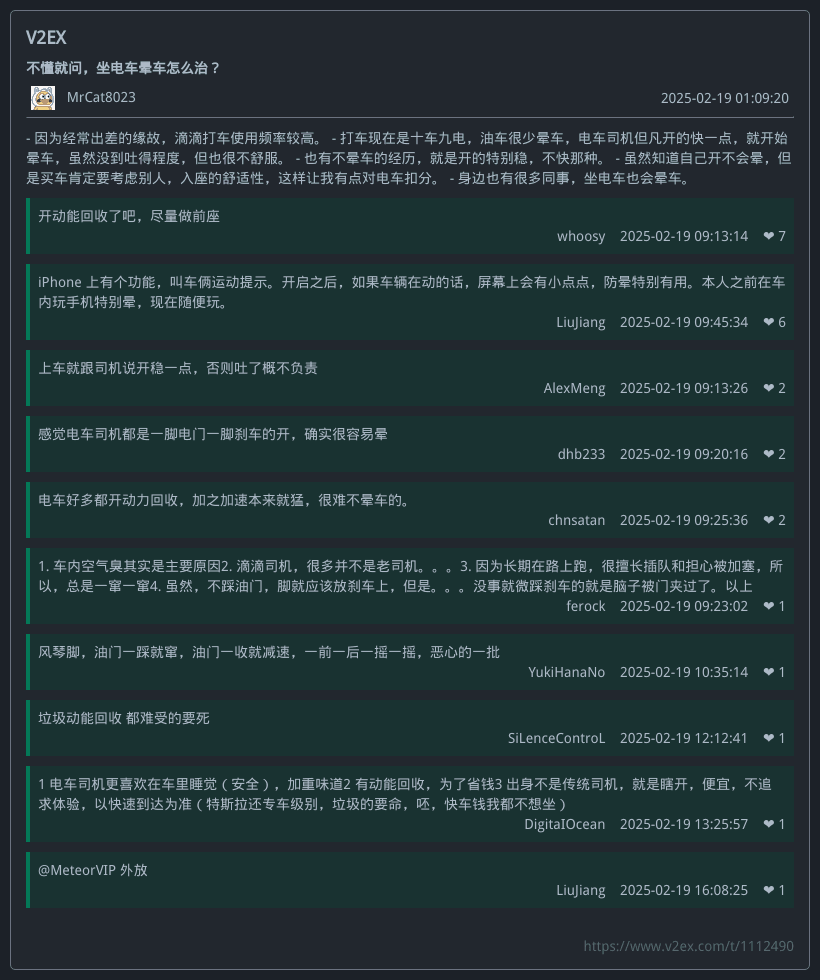 V2EX
不懂就问，坐电车晕车怎么治？
MrCat8023
2025-02-19 01:09:20
- 因为经常出差的缘故，滴滴打车使用频率较高。 - 打车现在是十车九电，油车很少晕车，电车司机但凡开的快一点，就开始
晕车，虽然没到吐得程度，但也很不舒服。 - 也有不晕车的经历，就是开的特别稳，不快那种。 - 虽然知道自己开不会晕，但
是买车肯定要考虑别人，入座的舒适性，这样让我有点对电车扣分。 - 身边也有很多同事，坐电车也会晕车。
开动能回收了吧，尽量做前座
whoosy 2025-02-19 09:13:14 ❤ 7
iPhone 上有个功能，叫车俩运动提示。开启之后，如果车辆在动的话，屏幕上会有小点点，防晕特别有用。本人之前在车
内玩手机特别晕，现在随便玩。
LiuJiang 2025-02-19 09:45:34 ❤ 6
上车就跟司机说开稳一点，否则吐了概不负责
AlexMeng 2025-02-19 09:13:26 ❤ 2
感觉电车司机都是一脚电门一脚刹车的开，确实很容易晕
dhb233 2025-02-19 09:20:16 ❤ 2
电车好多都开动力回收，加之加速本来就猛，很难不晕车的。
chnsatan 2025-02-19 09:25:36 ❤ 2
1. 车内空气臭其实是主要原因2. 滴滴司机，很多并不是老司机。。。3. 因为长期在路上跑，很擅长插队和担心被加塞，所
以，总是一窜一窜4. 虽然，不踩油门，脚就应该放刹车上，但是。。。没事就微踩刹车的就是脑子被门夹过了。以上
ferock 2025-02-19 09:23:02 ❤ 1
风琴脚，油门一踩就窜，油门一收就减速，一前一后一摇一摇，恶心的一批
YukiHanaNo 2025-02-19 10:35:14 ❤ 1
垃圾动能回收 都难受的要死
SiLenceControL 2025-02-19 12:12:41 ❤ 1
1 电车司机更喜欢在车里睡觉（安全），加重味道2 有动能回收，为了省钱3 出身不是传统司机，就是瞎开，便宜，不追
求体验，以快速到达为准（特斯拉还专车级别，垃圾的要命，呸，快车钱我都不想坐）
DigitaIOcean 2025-02-19 13:25:57 ❤ 1
@MeteorVIP 外放
LiuJiang 2025-02-19 16:08:25 ❤ 1
https://www.v2ex.com/t/1112490